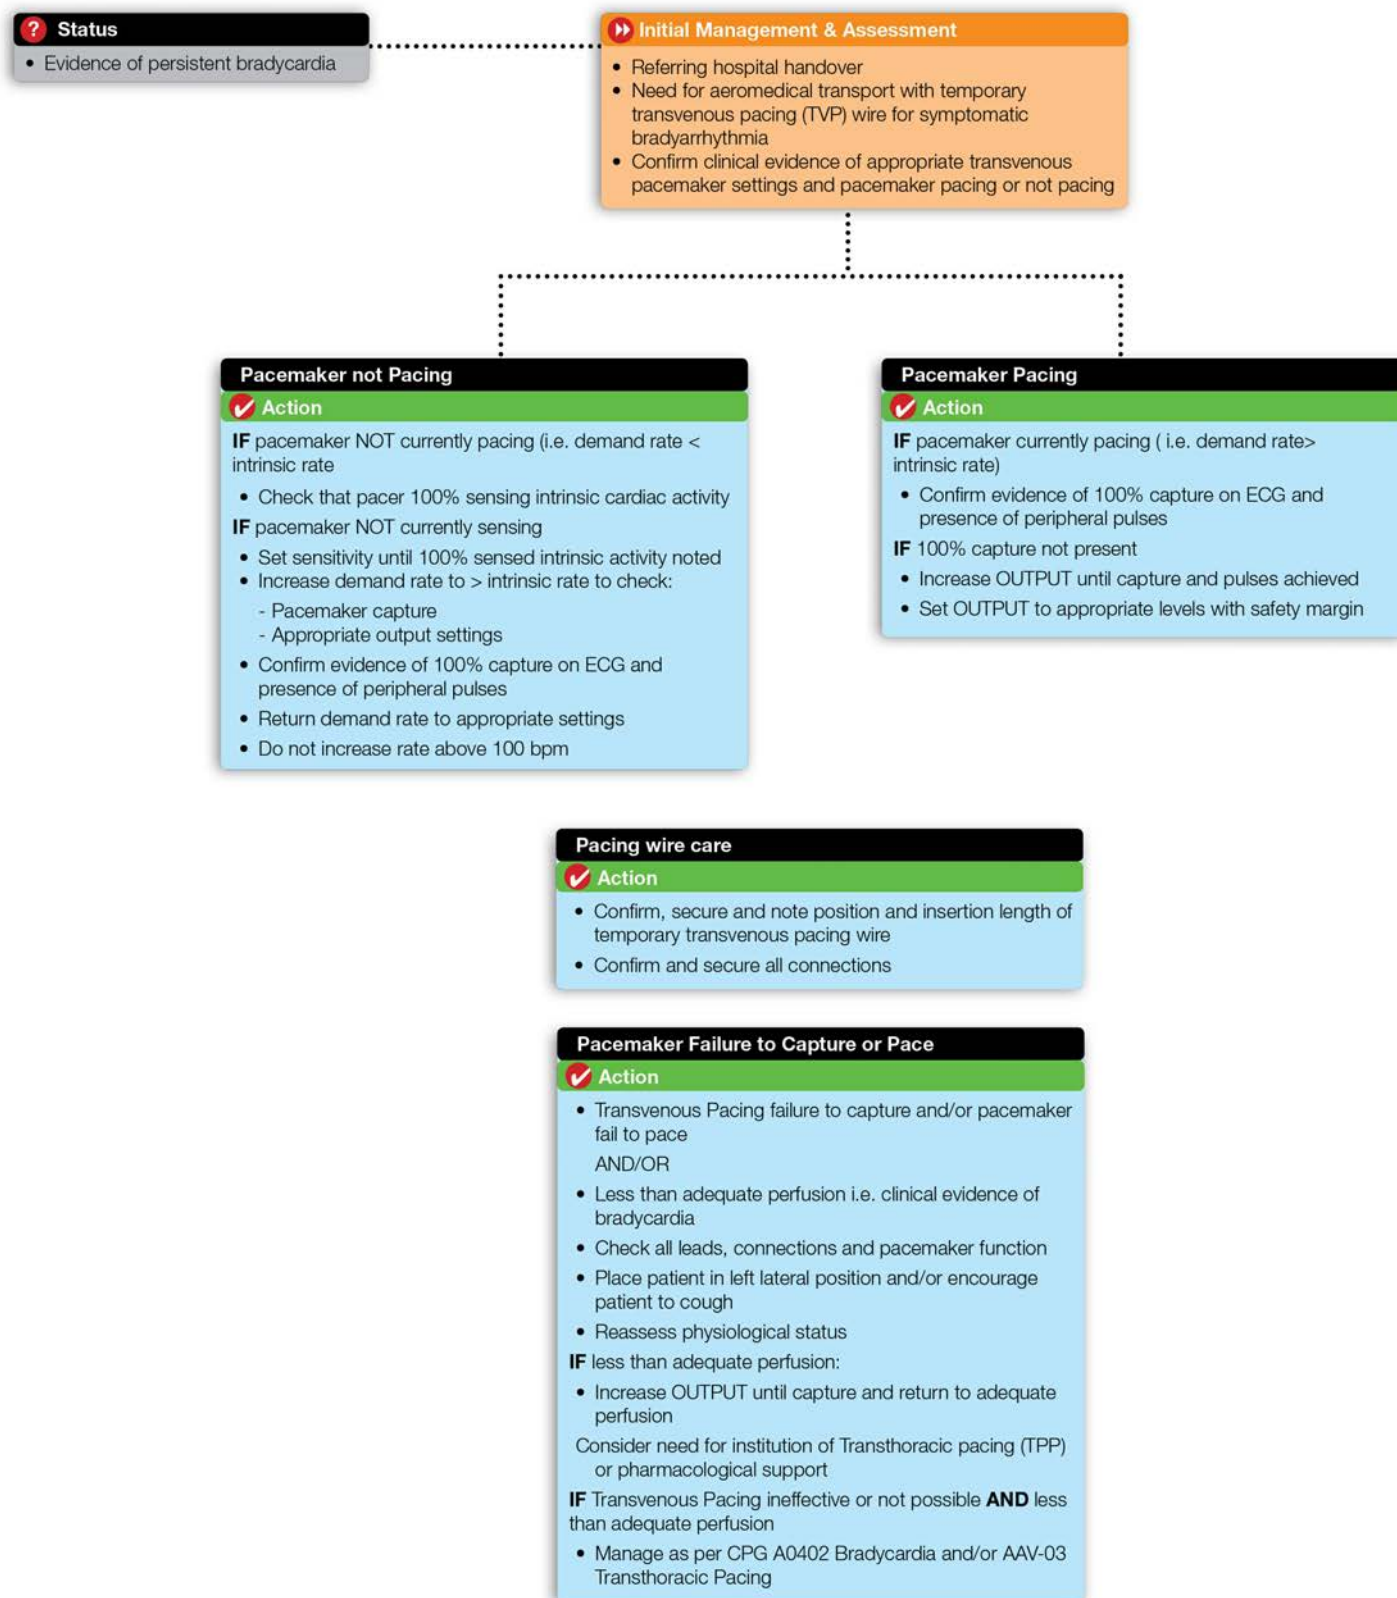 ? Status
• Evidence of persistent bradycardia
Initial Management & Assessment
• Referring hospital handover
• Need for aeromedical transport with temporary
transvenous pacing (TVP) wire for symptomatic
bradyarrhythmia
• Confirm clinical evidence of appropriate transvenous
pacemaker settings and pacemaker pacing or not pacing
Pacemaker not Pacing
Action
IF pacemaker NOT currently pacing (i.e. demand rate <
intrinsic rate
• Check that pacer 100% sensing intrinsic cardiac activity
IF pacemaker NOT currently sensing
• Set sensitivity until 100% sensed intrinsic activity noted
• Increase demand rate to > intrinsic rate to check:
- Pacemaker capture
- Appropriate output settings
• Confirm evidence of 100% capture on ECG and
presence of peripheral pulses
• Return demand rate to appropriate settings
• Do not increase rate above 100 bpm
Pacemaker Pacing
Action
IF pacemaker currently pacing ( i.e. demand rate>
intrinsic rate)
• Confirm evidence of 100% capture on ECG and
presence of peripheral pulses
IF 100% capture not present
• Increase OUTPUT until capture and pulses achieved
• Set OUTPUT to appropriate levels with safety margin
Pacing wire care
Action
• Confirm, secure and note position and insertion length of
temporary transvenous pacing wire
• Confirm and secure all connections
Pacemaker Failure to Capture or Pace
Action
• Transvenous Pacing failure to capture and/or pacemaker
fail to pace
AND/OR
• Less than adequate perfusion i.e. clinical evidence of
bradycardia
• Check all leads, connections and pacemaker function
• Place patient in left lateral position and/or encourage
patient to cough
• Reassess physiological status
IF less than adequate perfusion:
• Increase OUTPUT until capture and return to adequate
perfusion
Consider need for institution of Transthoracic pacing (TPP)
or pharmacological support
IF Transvenous Pacing ineffective or not possible AND less
than adequate perfusion
• Manage as per CPG A0402 Bradycardia and/or AAV-03
Transthoracic Pacing